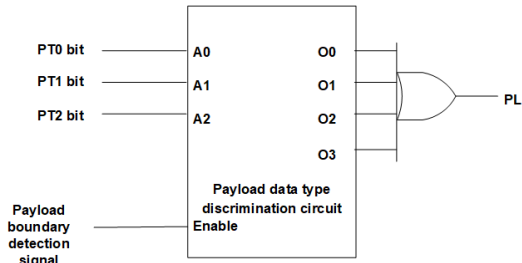 PT0 bit
A0
O0
PT1 bit
A1
O1
PL
PT2 bit
A2
O2
O3
Payload data type
discrimination circuit
Payload
boundary
detection
signal
Enable